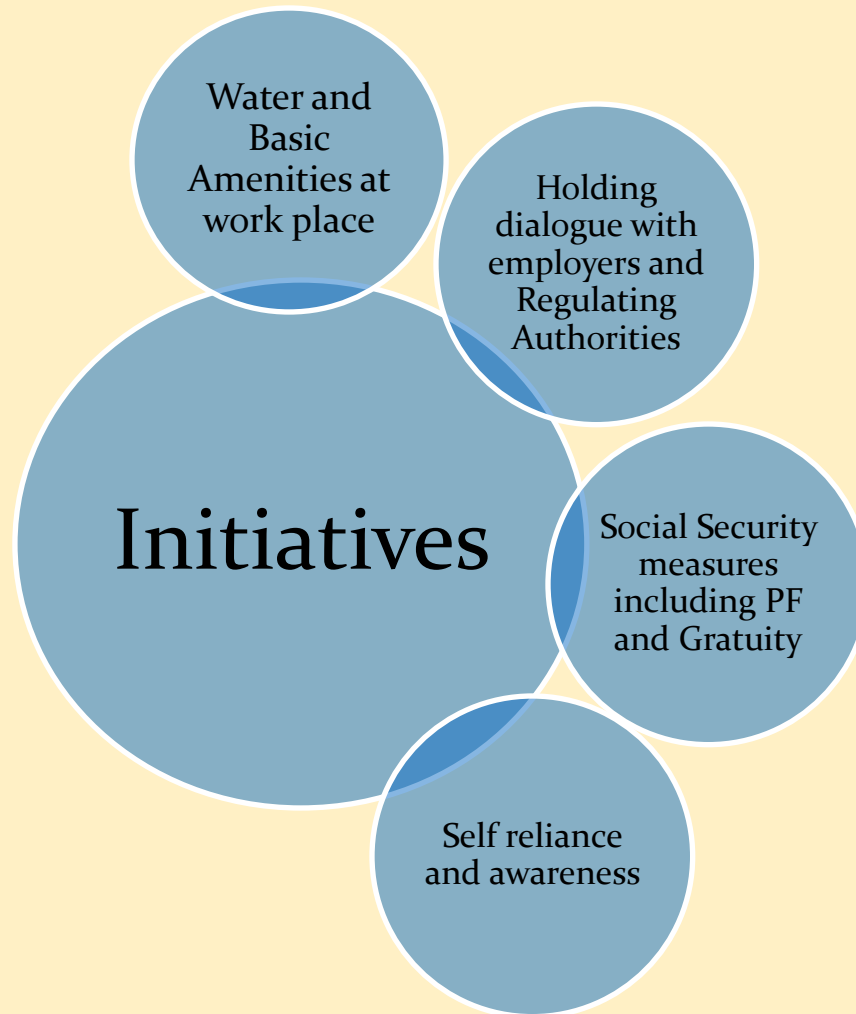 Water and
Basic
Amenities at
work place
Holding
dialogue with
employers and
Regulating
Authorities
Initiatives
Social Security
measures
including PF
and Gratuity
Self reliance
and awareness